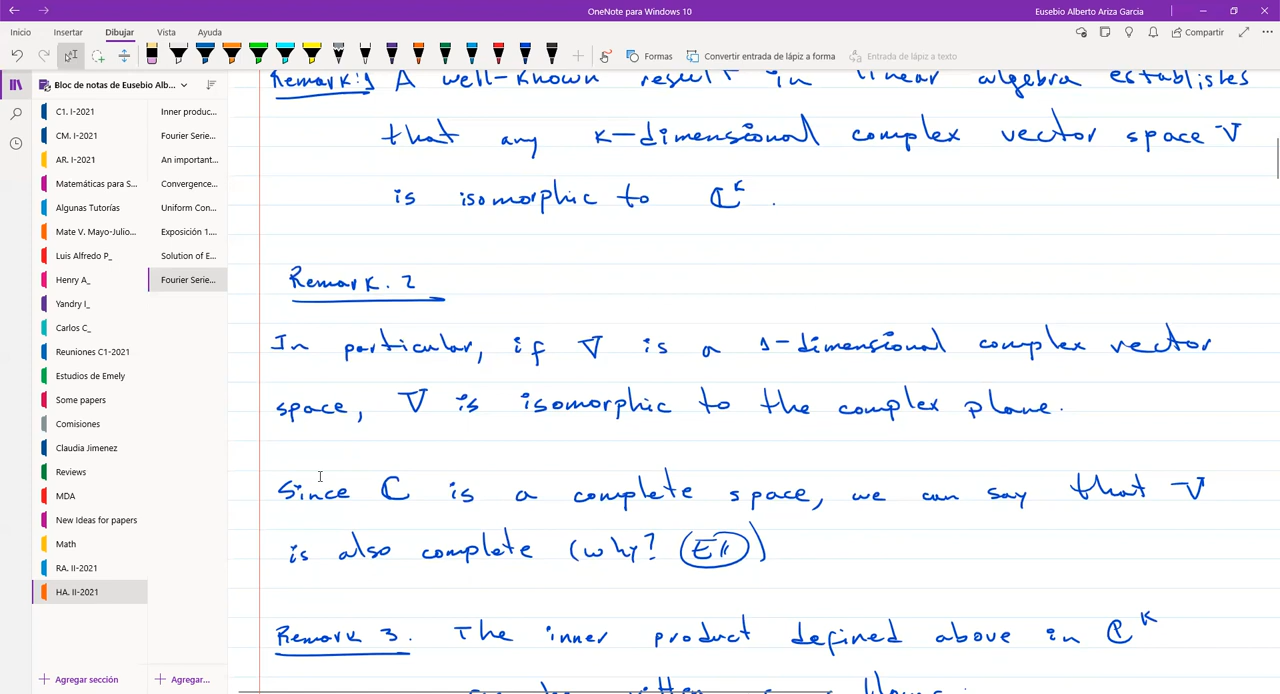 OneNote para Windows 10
Eusebio Alberto Ariza Garcia
Inicio Insertar Dibujar Vista Ayuda
Compartir
Formas Convertir entrada de lápiz a forma Entrada de lápiz a texto
Bloc de notas de Eusebio Alb...
C1. I-2021
CM. I-2021
AR. I-2021
Matemáticas para S...
Algunas Tutorías
Mate V. Mayo-Julio...
Luis Alfredo P_
Henry A_
Yandry I_
Carlos C_
Reuniones C1-2021
Estudios de Emely
Some papers
Comisiones
Claudia Jimenez
Reviews
MDA
New Ideas for papers
Math
RA. II-2021
HA. II-2021
Agregar sección
Inner produc...
Fourier Serie...
An important...
Convergence...
Uniform Con...
Exposición 1....
Solution of E...
Fourier Serie...
Agregar...
Remark.1 A well-known result in linear algebra establishes
that any k-dimensional complex vector space V
is isomorphic to ℂ^k.
Remark. 2
In particular, if V is a 1-dimensional complex vector
space, V is isomorphic to the complex plane.
Since ℂ is a complete space, we can say that V
is also complete (why?
Remark 3. The inner product defined above in ℂ^k